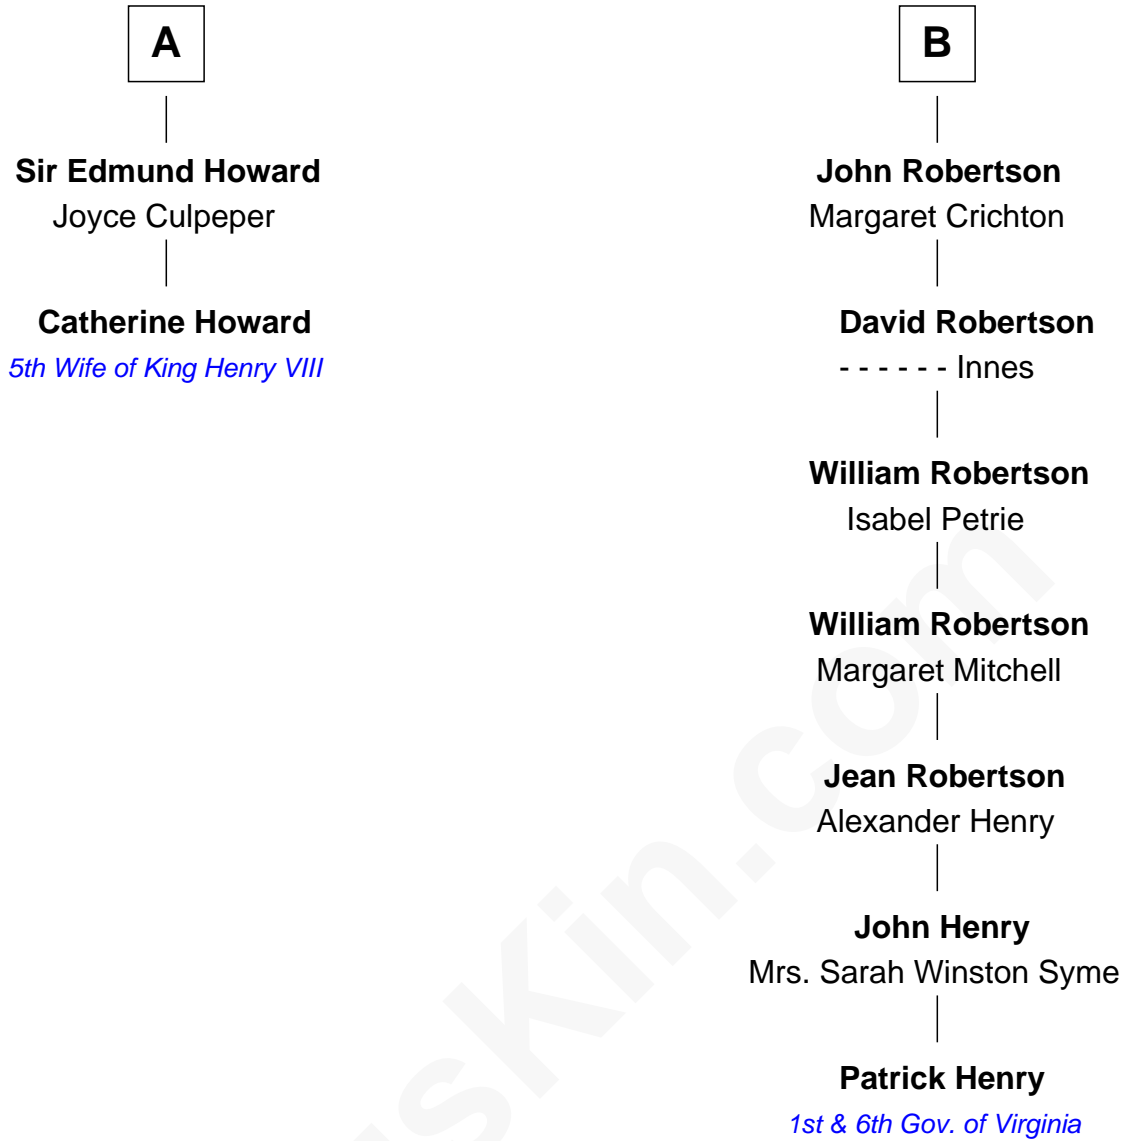 A
Sir Edmund Howard
Joyce Culpeper
Catherine Howard
5th Wife of King Henry VIII
B
John Robertson
Margaret Crichton
David Robertson
- - - - - - Innes
William Robertson
Isabel Petrie
William Robertson
Margaret Mitchell
Jean Robertson
Alexander Henry
John Henry
Mrs. Sarah Winston Syme
Patrick Henry
1st & 6th Gov. of Virginia